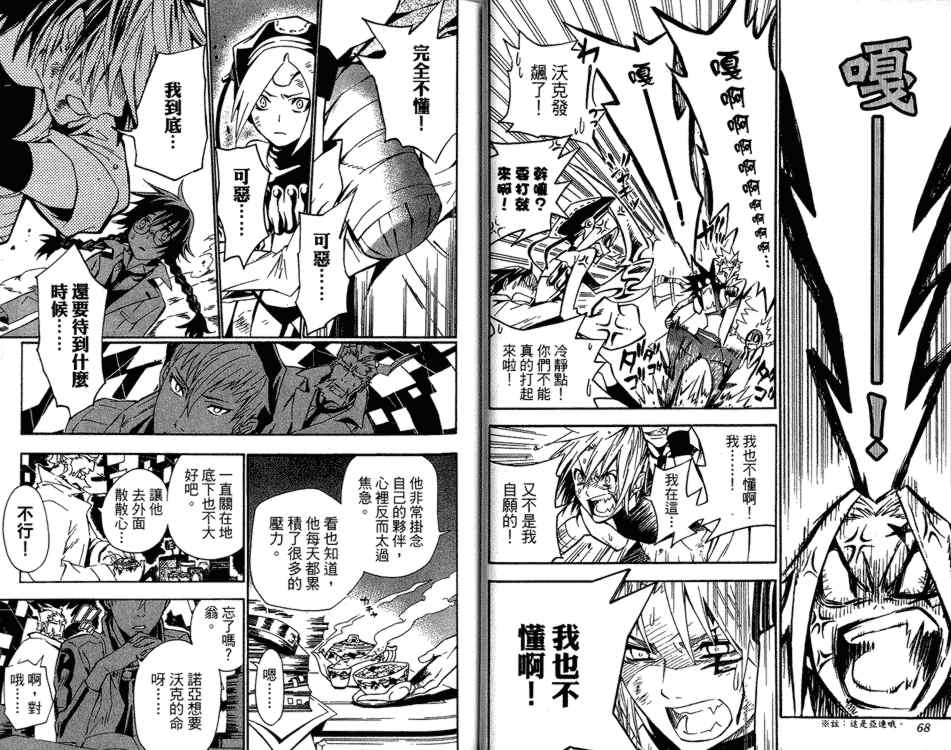 嘎——！
※註：這是亞連哦。
68
嘎啊啊啊啊啊啊啊啊…
嘎——！
沃克發
飆了！
幹嘛？
要打就
來啊！
冷靜點！
你們不能
真的打起
來啦！
我也不懂啊！
我……
我在這…
又不是我
自願的！
我也不
懂啊！
完全不懂！
可惡……
可惡……
我到底…
還要待到什麼
時候……
他非常掛念
自己的夥伴，
心裡反而太過
焦急。
看也知道，
他每天都累
積了很多的
壓力。
嗯…
一直關在地
底下也不大
好吧。
讓他
去外面
散散心…
不行！
忘了嗎？
翁。
諾亞想要
沃克的命
呀…
啊，對
哦…